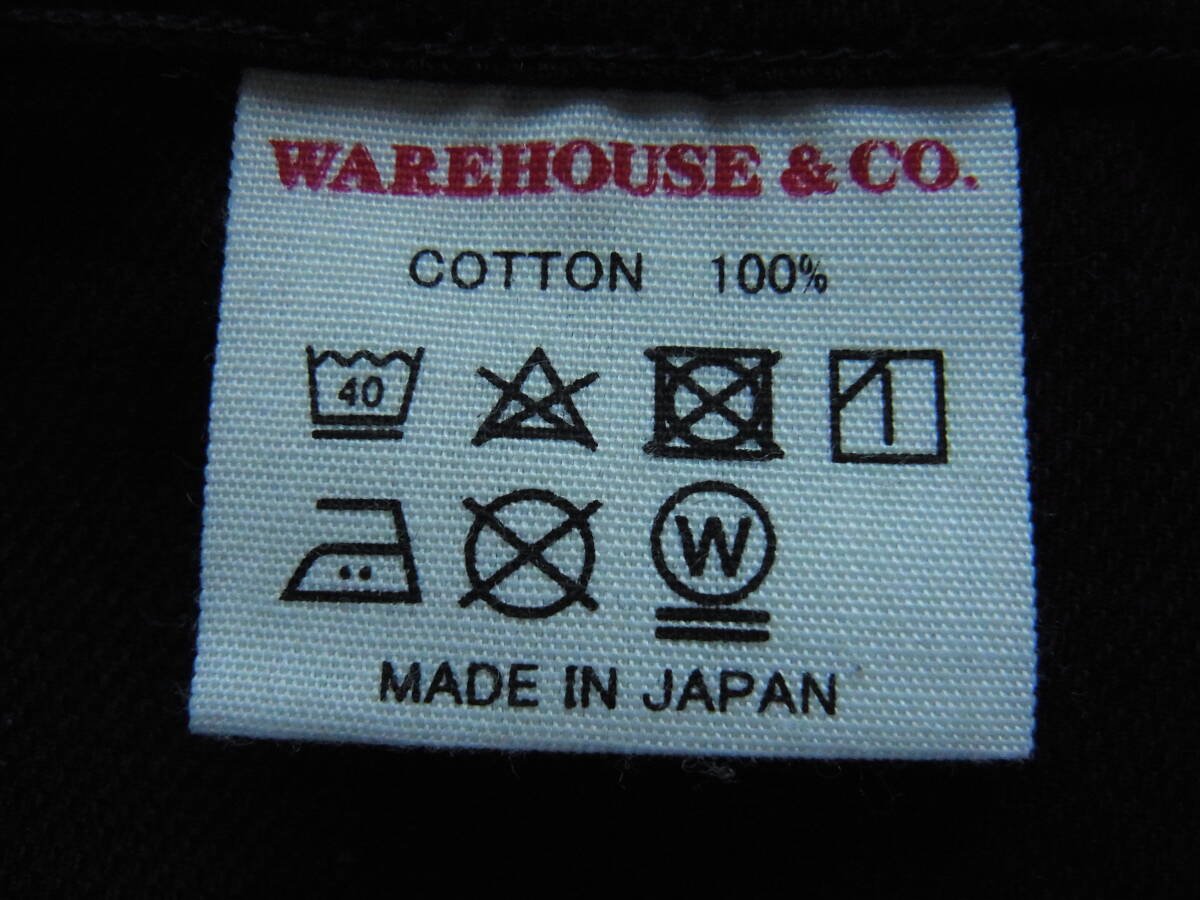 WAREHOUSE & CO.
COTTON 100%
40
W
MADE IN JAPAN